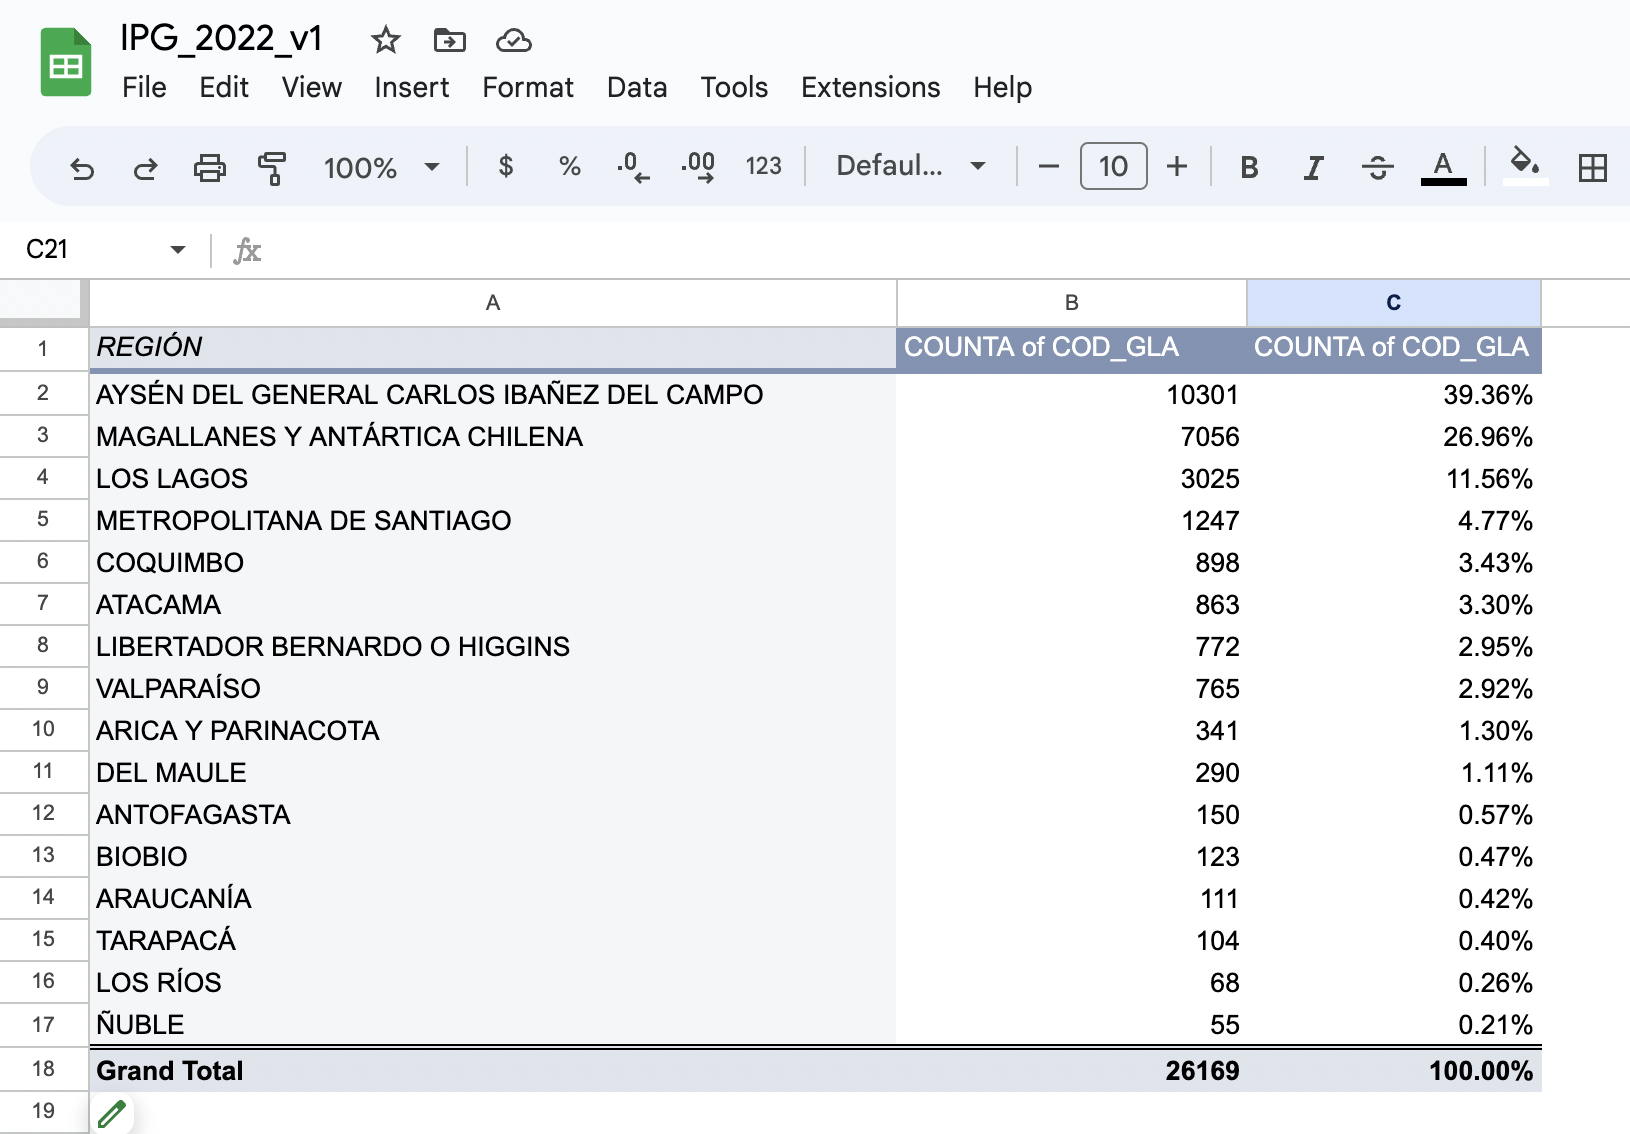 IPG_2022_v1
File Edit View Insert Format Data Tools Extensions Help
100% $ % .0 .00 123 Defaul... 10 B I S A
C21 fx
A B C
1 REGIÓN COUNTA of COD_GLA COUNTA of COD_GLA
2 AYSÉN DEL GENERAL CARLOS IBAÑEZ DEL CAMPO 10301 39.36%
3 MAGALLANES Y ANTÁRTICA CHILENA 7056 26.96%
4 LOS LAGOS 3025 11.56%
5 METROPOLITANA DE SANTIAGO 1247 4.77%
6 COQUIMBO 898 3.43%
7 ATACAMA 863 3.30%
8 LIBERTADOR BERNARDO O HIGGINS 772 2.95%
9 VALPARAÍSO 765 2.92%
10 ARICA Y PARINACOTA 341 1.30%
11 DEL MAULE 290 1.11%
12 ANTOFAGASTA 150 0.57%
13 BIOBIO 123 0.47%
14 ARAUCANÍA 111 0.42%
15 TARAPACÁ 104 0.40%
16 LOS RÍOS 68 0.26%
17 ÑUBLE 55 0.21%
18 Grand Total 26169 100.00%
19